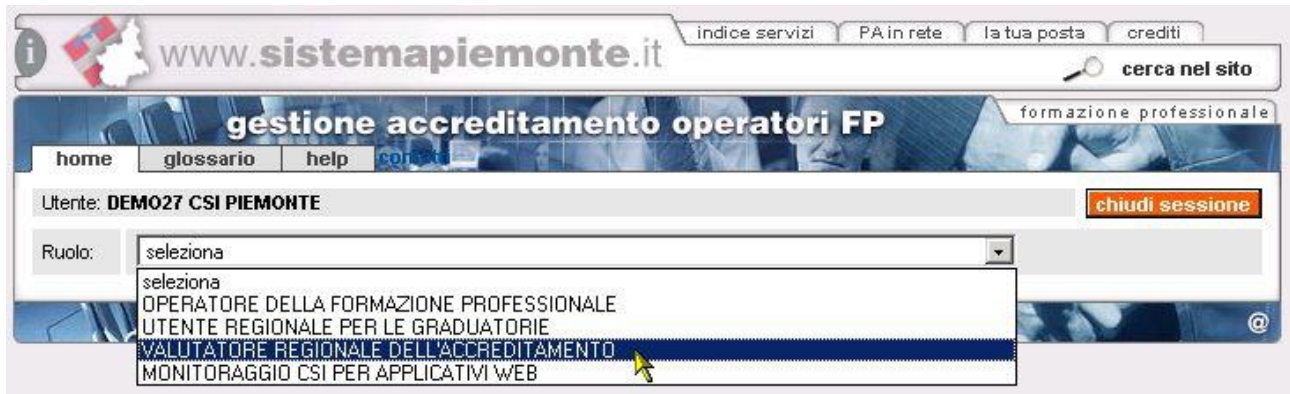 indice servizi PA in rete la tua posta crediti
i www.sistemapiemonte.it
cerca nel sito
gestione accreditamento operatori FP
formazione professionale
home glossario help
Utente: DEMO27 CSI PIEMONTE chiudi sessione
Ruolo: seleziona
seleziona
OPERATORE DELLA FORMAZIONE PROFESSIONALE
UTENTE REGIONALE PER LE GRADUATORIE
VALUTATORE REGIONALE DELL'ACCREDITAMENTO
MONITORAGGIO CSI PER APPLICATIVI WEB
@